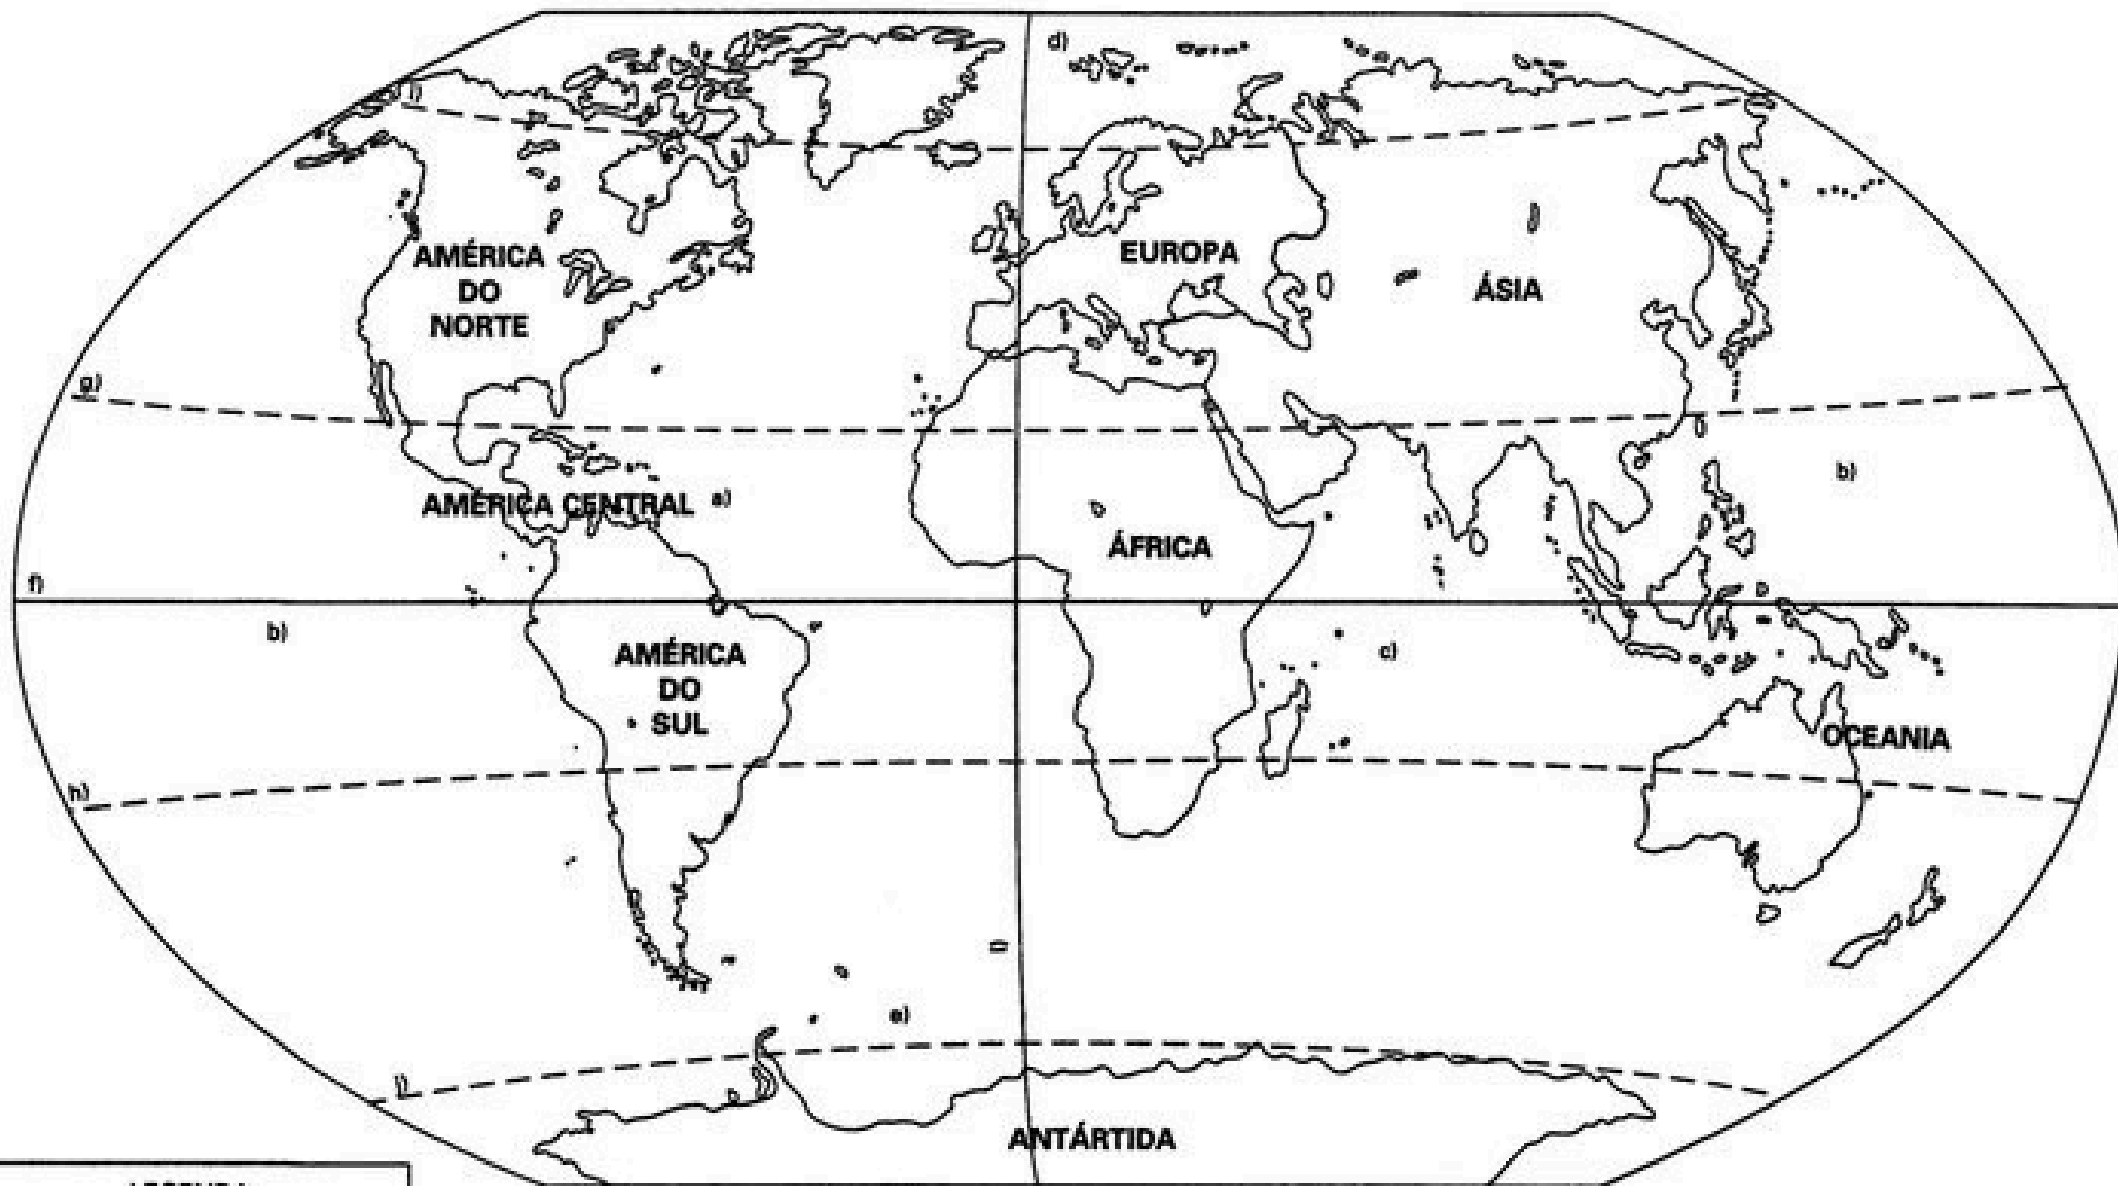 d)
AMÉRICA
DO
NORTE
EUROPA
ÁSIA
g)
b)
AMÉRICA CENTRAL a)
ÁFRICA
f)
b)
AMÉRICA
DO
SUL
c)
OCEANIA
h)
e)
ANTÁRTIDA